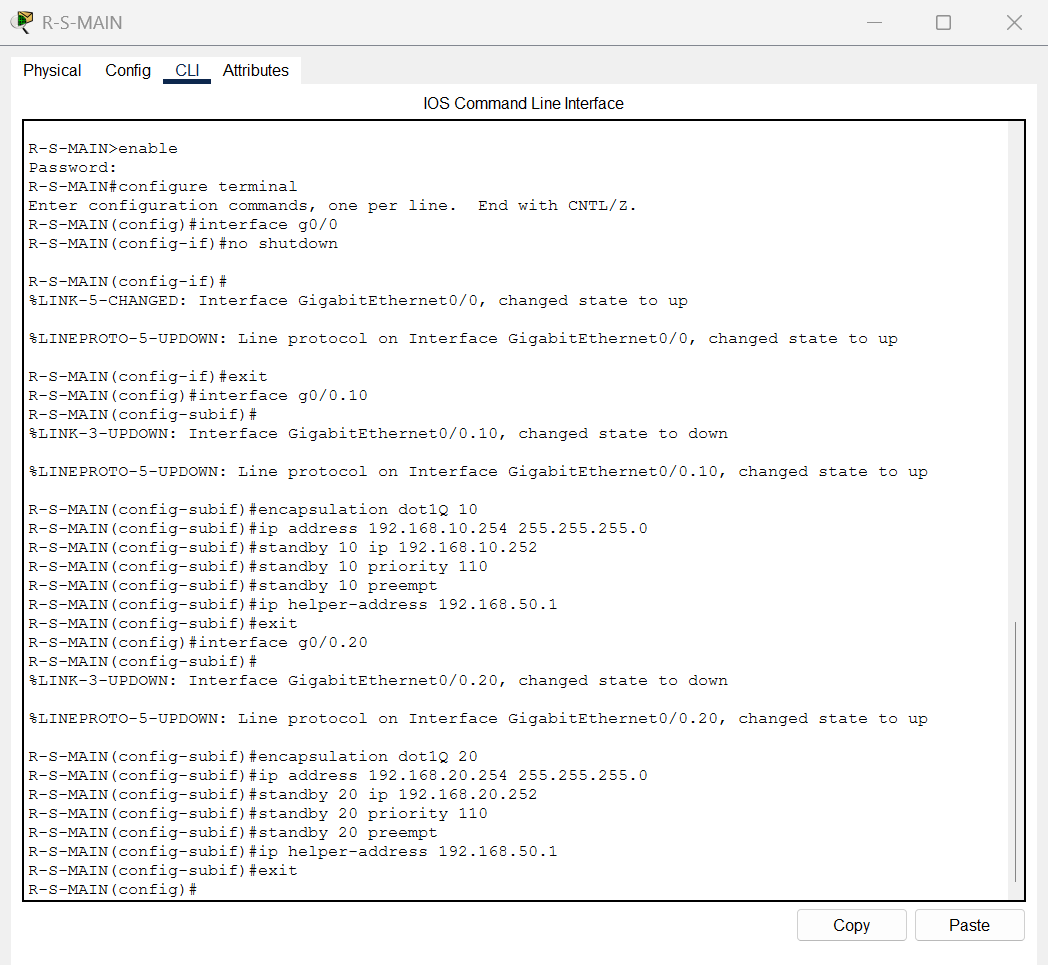 R-S-MAIN
Physical Config CLI Attributes
IOS Command Line Interface
R-S-MAIN>enable
Password:
R-S-MAIN#configure terminal
Enter configuration commands, one per line.  End with CNTL/Z.
R-S-MAIN(config)#interface g0/0
R-S-MAIN(config-if)#no shutdown
R-S-MAIN(config-if)#
%LINK-5-CHANGED: Interface GigabitEthernet0/0, changed state to up
%LINEPROTO-5-UPDOWN: Line protocol on Interface GigabitEthernet0/0, changed state to up
R-S-MAIN(config-if)#exit
R-S-MAIN(config)#interface g0/0.10
R-S-MAIN(config-subif)#
%LINK-3-UPDOWN: Interface GigabitEthernet0/0.10, changed state to down
%LINEPROTO-5-UPDOWN: Line protocol on Interface GigabitEthernet0/0.10, changed state to up
R-S-MAIN(config-subif)#encapsulation dot1Q 10
R-S-MAIN(config-subif)#ip address 192.168.10.254 255.255.255.0
R-S-MAIN(config-subif)#standby 10 ip 192.168.10.252
R-S-MAIN(config-subif)#standby 10 priority 110
R-S-MAIN(config-subif)#standby 10 preempt
R-S-MAIN(config-subif)#ip helper-address 192.168.50.1
R-S-MAIN(config-subif)#exit
R-S-MAIN(config)#interface g0/0.20
R-S-MAIN(config-subif)#
%LINK-3-UPDOWN: Interface GigabitEthernet0/0.20, changed state to down
%LINEPROTO-5-UPDOWN: Line protocol on Interface GigabitEthernet0/0.20, changed state to up
R-S-MAIN(config-subif)#encapsulation dot1Q 20
R-S-MAIN(config-subif)#ip address 192.168.20.254 255.255.255.0
R-S-MAIN(config-subif)#standby 20 ip 192.168.20.252
R-S-MAIN(config-subif)#standby 20 priority 110
R-S-MAIN(config-subif)#standby 20 preempt
R-S-MAIN(config-subif)#ip helper-address 192.168.50.1
R-S-MAIN(config-subif)#exit
R-S-MAIN(config)#
Copy Paste